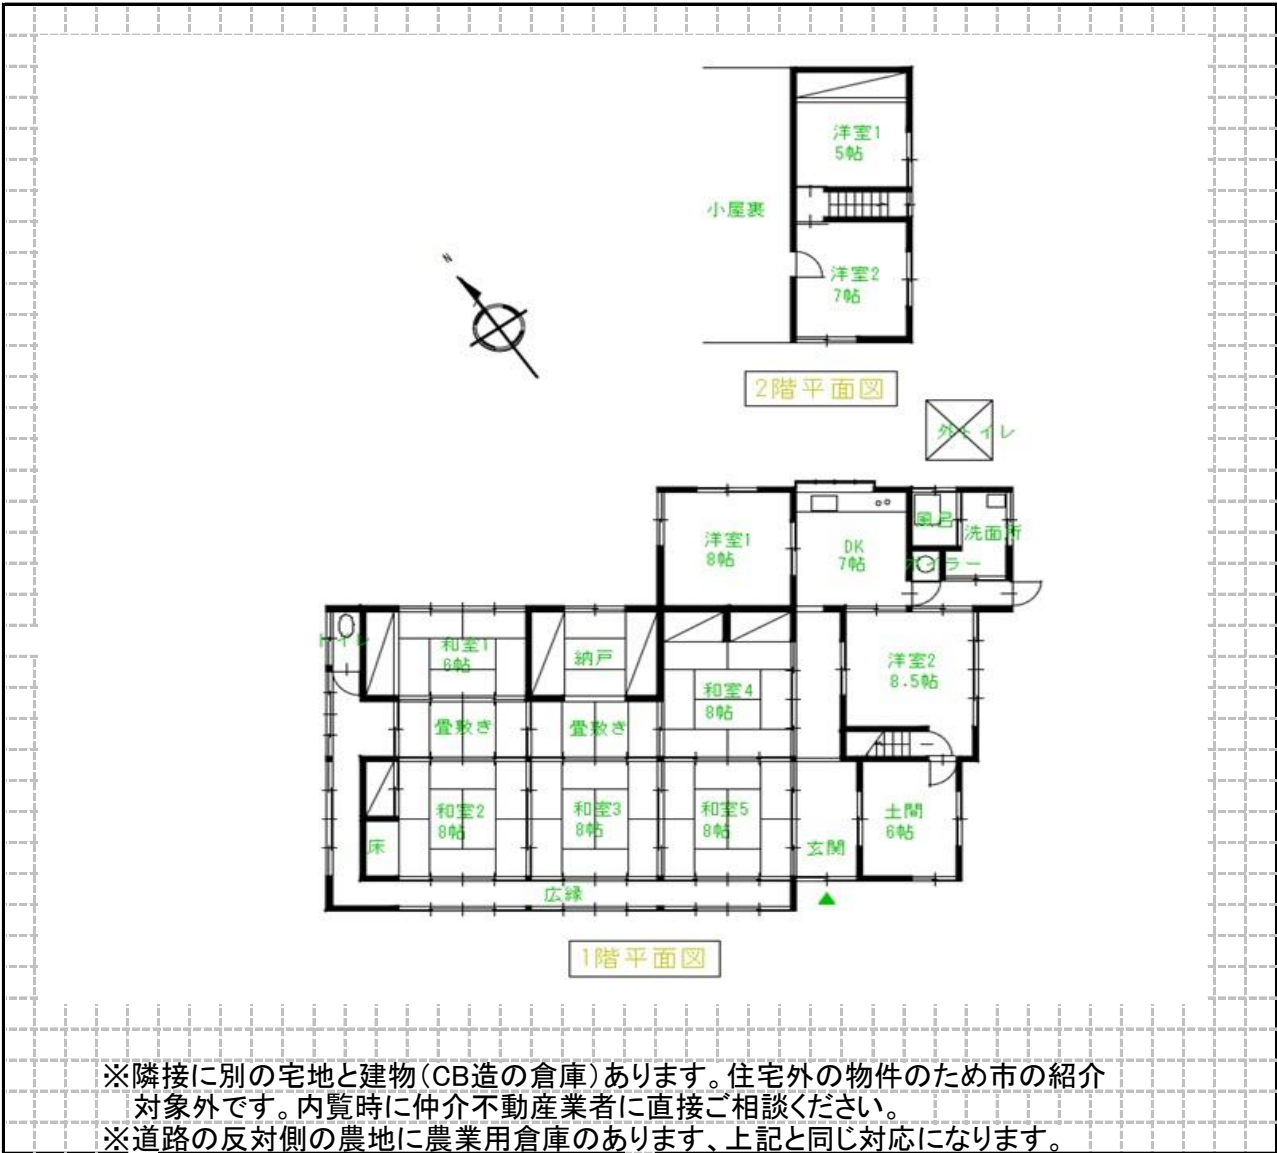 洋室1
5帖
小屋裏
洋室2
7帖
N
2階平面図
外トイレ
洋室1
8帖
DK
7帖
風呂
洗面所
ボイラー
トイレ
和室1
6帖
納戸
和室4
8帖
洋室2
8.5帖
畳敷き
畳敷き
和室2
8帖
和室3
8帖
和室5
8帖
土間
6帖
床
玄関
広縁
1階平面図
※隣接に別の宅地と建物(CB造の倉庫)あります。住宅外の物件のため市の紹介
対象外です。内覧時に仲介不動産業者に直接ご相談ください。
※道路の反対側の農地に農業用倉庫のあります、上記と同じ対応になります。